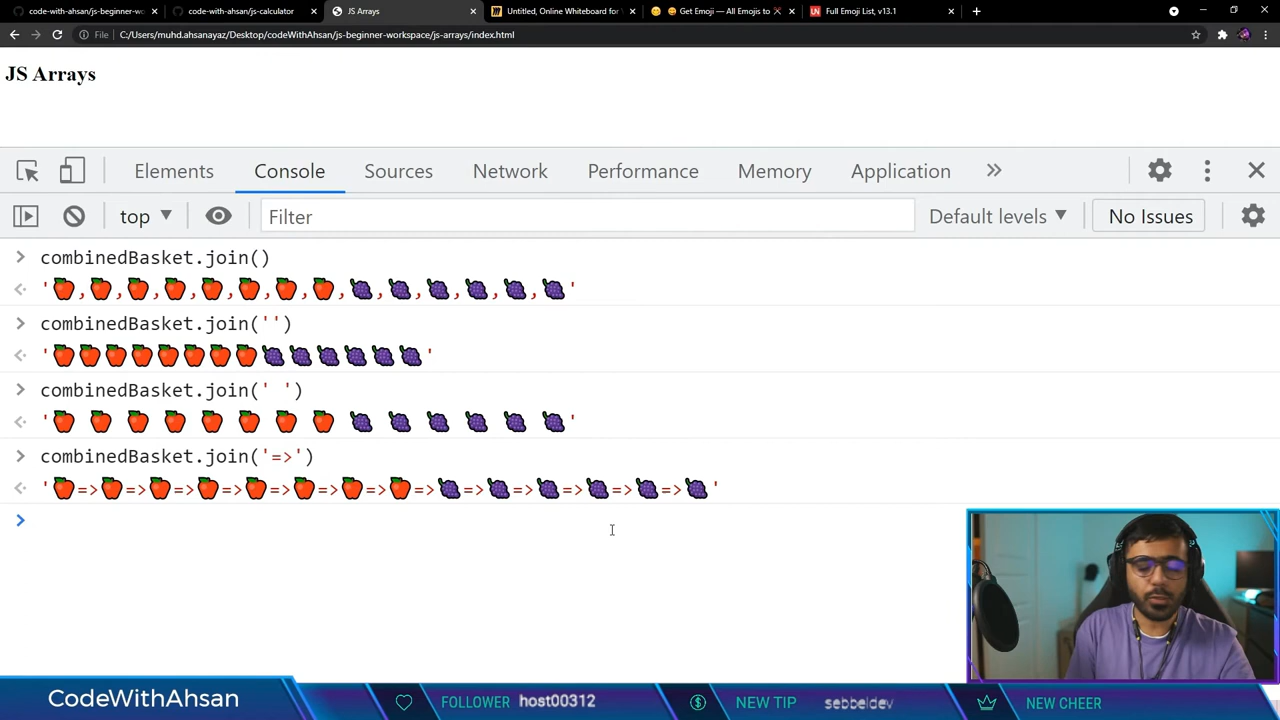 code-with-ahsan/js-beginner-wo
code-with-ahsan/js-calculator
JS Arrays
Untitled, Online Whiteboard for
Get Emoji — All Emojis to
Full Emoji List, v13.1
File C:/Users/muhd.ahsanayaz/Desktop/codeWithAhsan/js-beginner-workspace/js-arrays/index.html
JS Arrays
Elements Console Sources Network Performance Memory Application
top Filter Default levels No Issues
> combinedBasket.join()
'🍎,🍎,🍎,🍎,🍎,🍎,🍎,🍎,🍇,🍇,🍇,🍇,🍇,🍇'
> combinedBasket.join('')
'🍎🍎🍎🍎🍎🍎🍎🍎🍇🍇🍇🍇🍇🍇'
> combinedBasket.join(' ')
'🍎 🍎 🍎 🍎 🍎 🍎 🍎 🍎 🍇 🍇 🍇 🍇 🍇 🍇'
> combinedBasket.join('=>')
'🍎=>🍎=>🍎=>🍎=>🍎=>🍎=>🍎=>🍎=>🍇=>🍇=>🍇=>🍇=>🍇=>🍇'
>
CodeWithAhsan
FOLLOWER host00312
NEW TIP sebbeldev
NEW CHEER